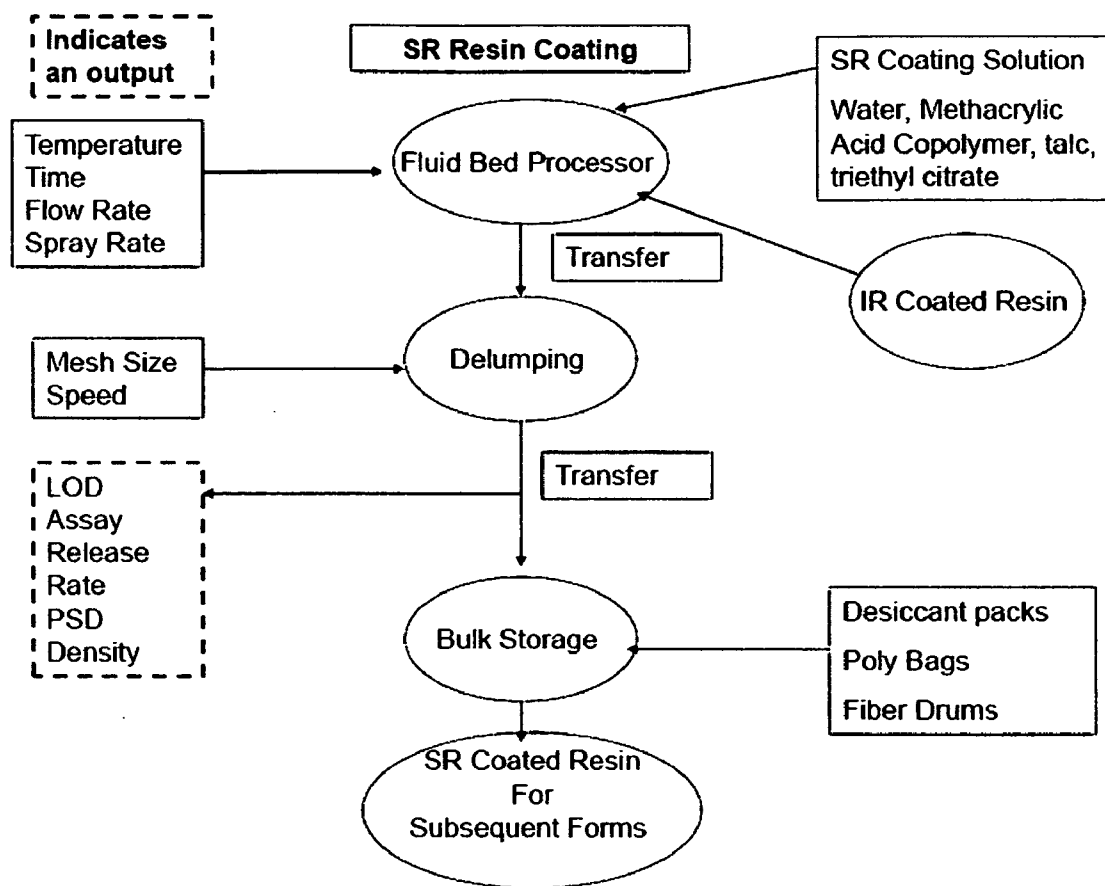 Indicates
an output
SR Resin Coating
SR Coating Solution
Water, Methacrylic
Acid Copolymer, talc,
triethyl citrate
Temperature
Time
Flow Rate
Spray Rate
Fluid Bed Processor
Transfer
IR Coated Resin
Mesh Size
Speed
Delumping
Transfer
LOD
Assay
Release
Rate
PSD
Density
Bulk Storage
Desiccant packs
Poly Bags
Fiber Drums
SR Coated Resin
For
Subsequent Forms